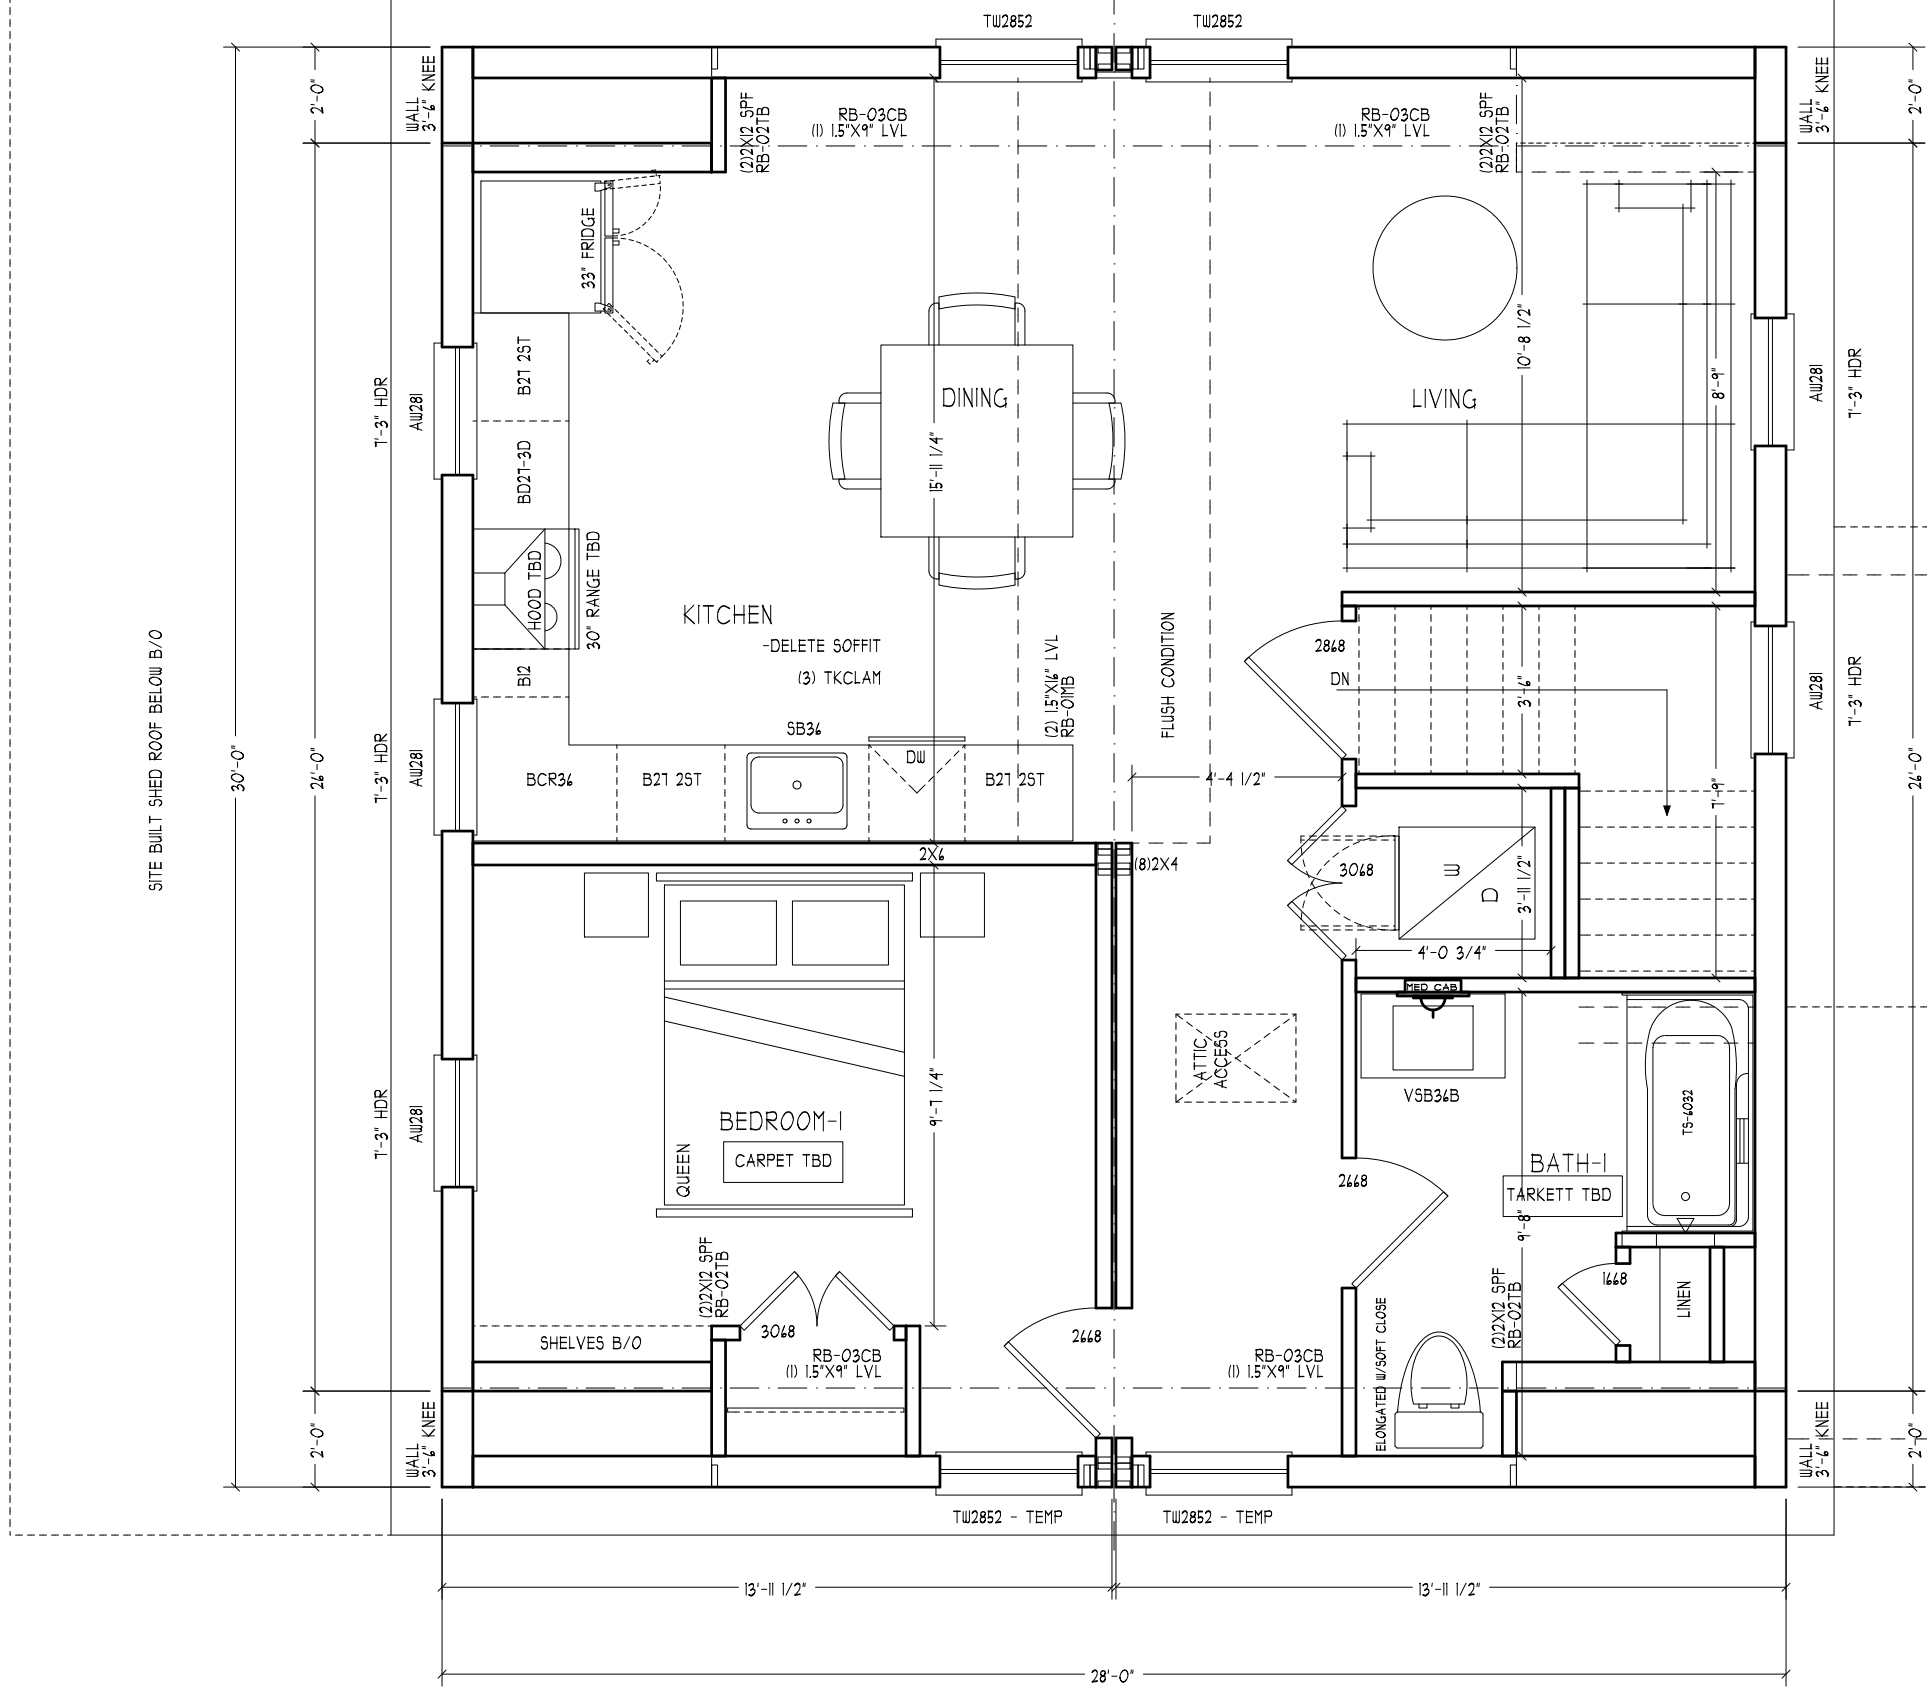 TW2852
TW2852
2'-0"
WALL
3'-6" KNEE
(2)2X12 SPF
RB-02TB
RB-03CB
(1) 1.5"X9" LVL
RB-03CB
(1) 1.5"X9" LVL
(2)2X12 SPF
RB-02TB
WALL
3'-6" KNEE
2'-0"
33" FRIDGE
7'-3" HDR
AW281
B27 2ST
DINING
15'-11 1/4"
10'-8 1/2"
LIVING
8'-9"
AW281
7'-3" HDR
BD27-3D
HOOD TBD
30" RANGE TBD
KITCHEN
-DELETE SOFFIT
(3) TKCLAM
B12
(2) 1.5"X16" LVL
RB-01MB
FLUSH CONDITION
2868
DN
3'-6"
AW281
7'-3" HDR
SITE BUILT SHED ROOF BELOW B/O
30'-0"
26'-0"
7'-3" HDR
AW281
BCR36
B27 2ST
SB36
DW
B27 2ST
4'-4 1/2"
7'-9"
26'-0"
2X6
(8)2X4
3068
W
D
3'-11 1/2"
4'-0 3/4"
MED CAB
VSB36B
ATTIC
ACCESS
7'-3" HDR
AW281
BEDROOM-1
CARPET TBD
QUEEN
9'-7 1/4"
TS-6032
BATH-1
TARKETT TBD
2668
9'-8"
(2)2X12 SPF
RB-02TB
SHELVES B/O
3068
RB-03CB
(1) 1.5"X9" LVL
2668
RB-03CB
(1) 1.5"X9" LVL
ELONGATED W/SOFT CLOSE
(2)2X12 SPF
RB-02TB
1668
LINEN
2'-0"
WALL
3'-6" KNEE
WALL
3'-6" KNEE
2'-0"
TW2852 - TEMP
TW2852 - TEMP
13'-11 1/2"
13'-11 1/2"
28'-0"